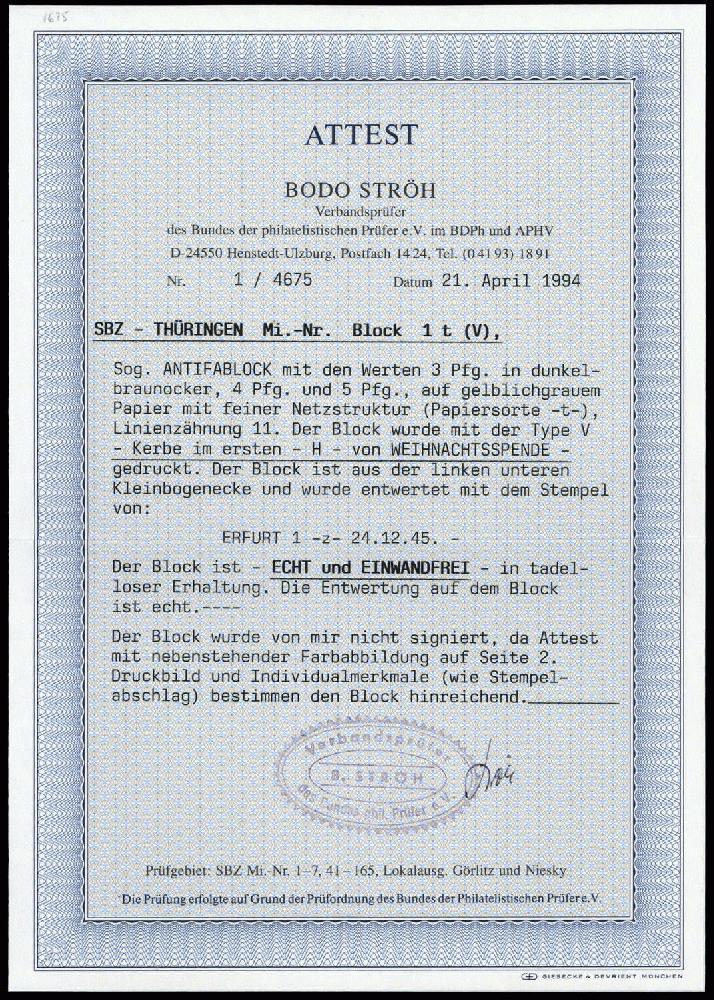 1675
ATTEST
BODO STRÖH
Verbandsprüfer
des Bundes der philatelistischen Prüfer e.V. im BDPh und APHV
D-24550 Henstedt-Ulzburg, Postfach 14 24, Tel. (0 41 93) 18 91
Nr. 1 / 4675 Datum 21. April 1994
SBZ - THÜRINGEN Mi.-Nr. Block 1 t (V),
Sog. ANTIFABLOCK mit den Werten 3 Pfg. in dunkel-
braunocker, 4 Pfg. und 5 Pfg., auf gelblichgrauem
Papier mit feiner Netzstruktur (Papiersorte -t-),
Linienzähnung 11. Der Block wurde mit der Type V
- Kerbe im ersten - H - von WEIHNACHTSSPENDE -
gedruckt. Der Block ist aus der linken unteren
Kleinbogenecke und wurde entwertet mit dem Stempel
von:
ERFURT 1 -z- 24.12.45. -
Der Block ist - ECHT und EINWANDFREI - in tadel-
loser Erhaltung. Die Entwertung auf dem Block
ist echt.----
Der Block wurde von mir nicht signiert, da Attest
mit nebenstehender Farbabbildung auf Seite 2.
Druckbild und Individualmerkmale (wie Stempel-
abschlag) bestimmen den Block hinreichend.
Verbandsprüfer
B. STRÖH
des Bundes phil. Prüfer e.V.
Prüfgebiet: SBZ Mi.-Nr. 1-7, 41-165, Lokalausg. Görlitz und Niesky
Die Prüfung erfolgte auf Grund der Prüfordnung des Bundes der Philatelistischen Prüfer e.V.
GIESECKE & DEVRIENT MÜNCHEN